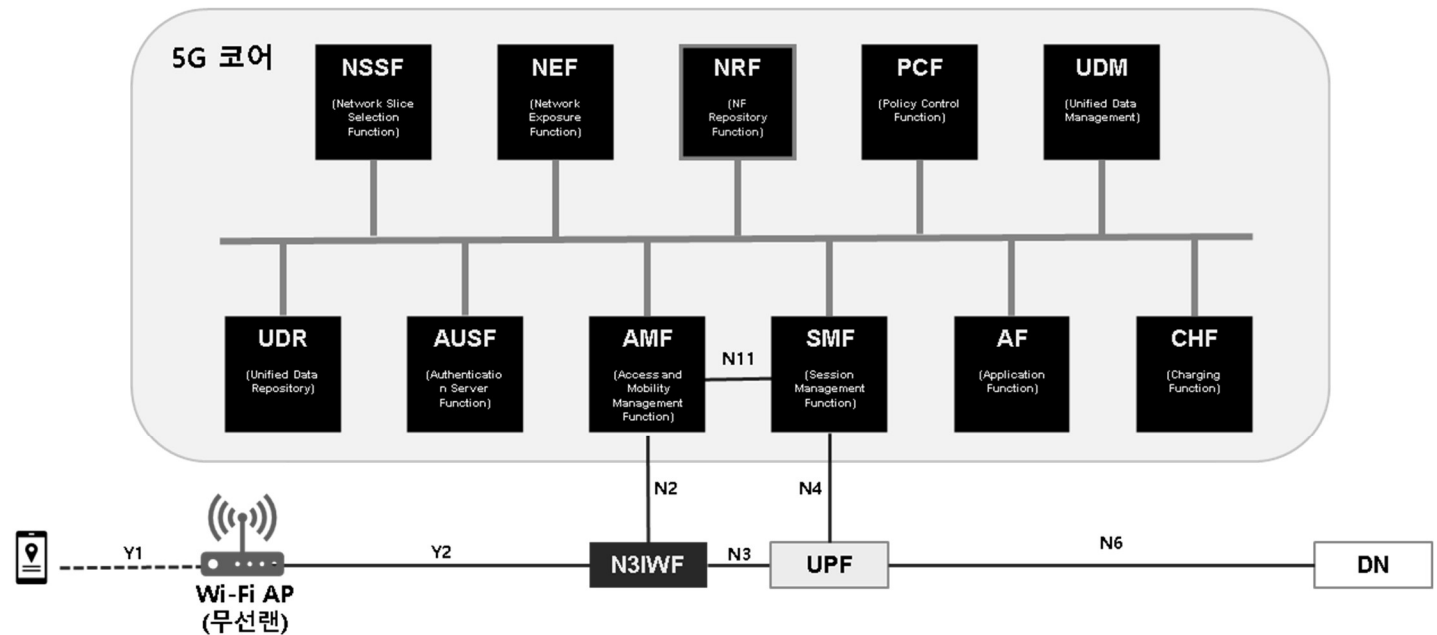 5G 코어
NSSF
(Network Slice
Selection
Function)
NEF
(Network
Exposure
Function)
NRF
(NF
Repository
Function)
PCF
(Policy Control
Function)
UDM
(Unified Data
Management)
UDR
(Unified Data
Repository)
AUSF
(Authenticatio
n Server
Function)
AMF
(Access and
Mobility
Management
Function)
N11
SMF
(Session
Management
Function)
AF
(Application
Function)
CHF
(Charging
Function)
N2
N4
Y1
Wi-Fi AP
(무선랜)
Y2
N3IWF
N3
UPF
N6
DN